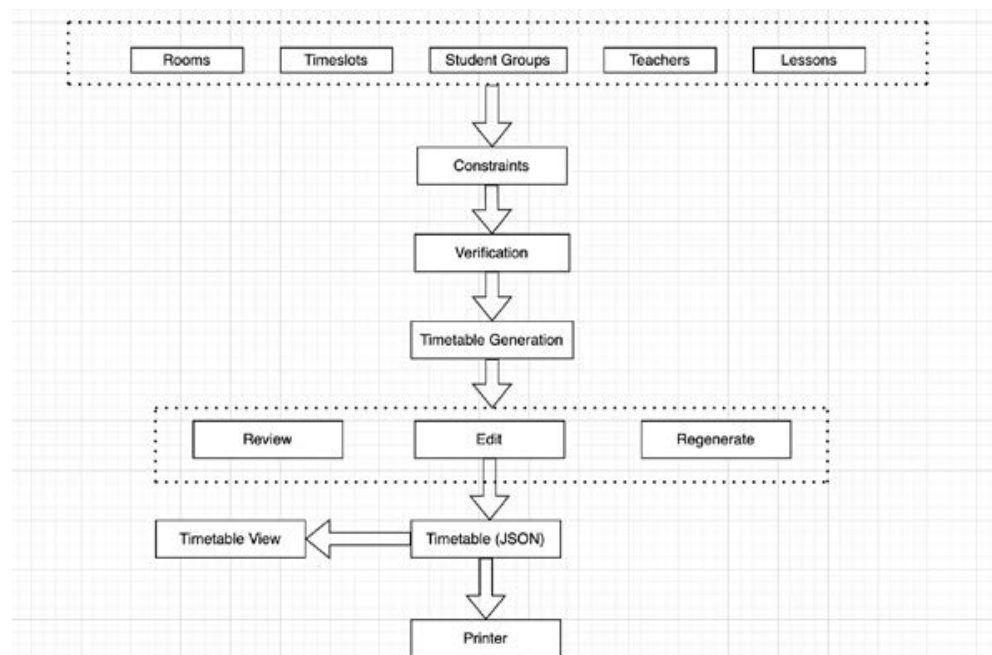 Rooms
Timeslots
Student Groups
Teachers
Lessons
Constraints
Verification
Timetable Generation
Review
Edit
Regenerate
Timetable View
Timetable (JSON)
Printer